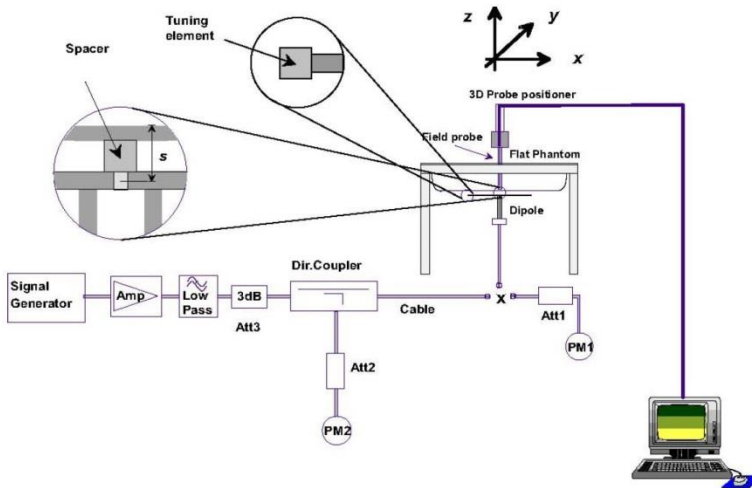 Tuning
element
Spacer
s
z
y
x
3D Probe positioner
Field probe
Flat Phantom
Dipole
Signal
Generator
Amp
Low
Pass
3dB
Att3
Dir.Coupler
Cable
x
Att1
PM1
Att2
PM2